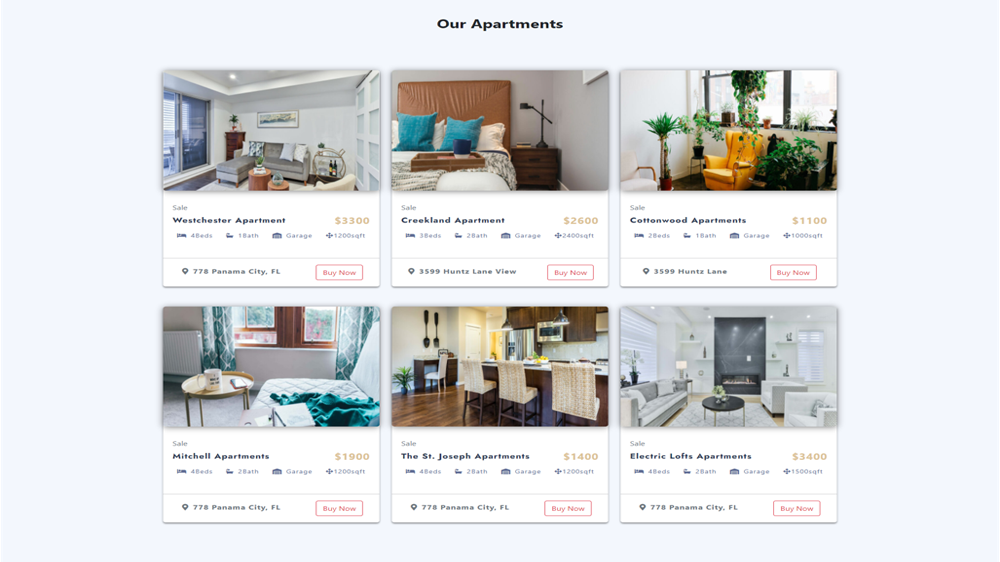 Our Apartments
Sale
Westchester Apartment $3300
4Beds 1Bath Garage 1200sqft
778 Panama City, FL Buy Now
Sale
Creekland Apartment $2600
3Beds 2Bath Garage 2400sqft
3599 Huntz Lane View Buy Now
Sale
Cottonwood Apartments $1100
2Beds 1Bath Garage 1000sqft
3599 Huntz Lane Buy Now
Sale
Mitchell Apartments $1900
4Beds 2Bath Garage 1200sqft
778 Panama City, FL Buy Now
Sale
The St. Joseph Apartments $1400
4Beds 2Bath Garage 1200sqft
778 Panama City, FL Buy Now
Sale
Electric Lofts Apartments $3400
4Beds 2Bath Garage 1500sqft
778 Panama City, FL Buy Now